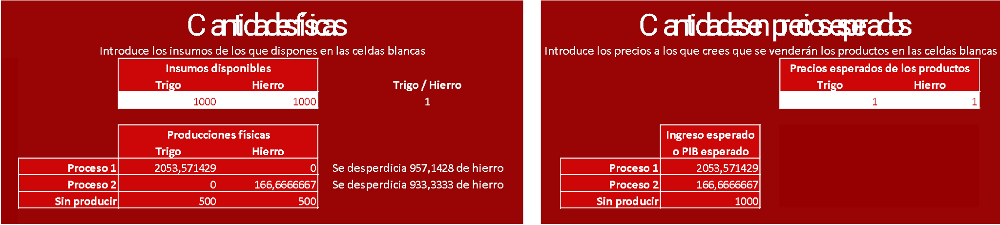 Cantidades físicas
Introduce los insumos de los que dispones en las celdas blancas
Insumos disponibles
Trigo Hierro Trigo / Hierro
1000 1000 1
Producciones físicas
Trigo Hierro
Proceso 1 2053,571429 0 Se desperdicia 957,1428 de hierro
Proceso 2 0 166,6666667 Se desperdicia 933,3333 de hierro
Sin producir 500 500
Cantidades en precios esperados
Introduce los precios a los que crees que se venderán los productos en las celdas blancas
Precios esperados de los productos
Trigo Hierro
1 1
Ingreso esperado
o PIB esperado
Proceso 1 2053,571429
Proceso 2 166,6666667
Sin producir 1000